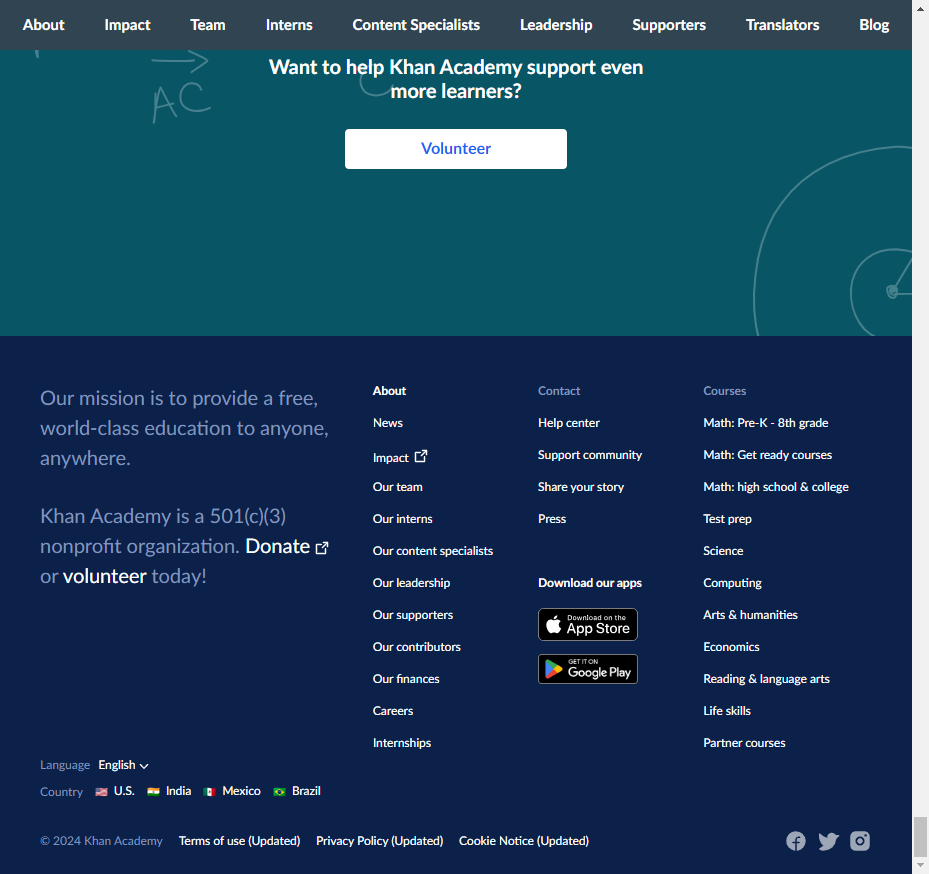 About Impact Team Interns Content Specialists Leadership Supporters Translators Blog
AC
Want to help Khan Academy support even
more learners?
Volunteer
Our mission is to provide a free,
world-class education to anyone,
anywhere.
Khan Academy is a 501(c)(3)
nonprofit organization. Donate
or volunteer today!
About
News
Impact
Our team
Our interns
Our content specialists
Our leadership
Our supporters
Our contributors
Our finances
Careers
Internships
Contact
Help center
Support community
Share your story
Press
Download our apps
Download on the
App Store
GET IT ON
Google Play
Courses
Math: Pre-K - 8th grade
Math: Get ready courses
Math: high school & college
Test prep
Science
Computing
Arts & humanities
Economics
Reading & language arts
Life skills
Partner courses
Language English
Country U.S. India Mexico Brazil
© 2024 Khan Academy Terms of use (Updated) Privacy Policy (Updated) Cookie Notice (Updated)